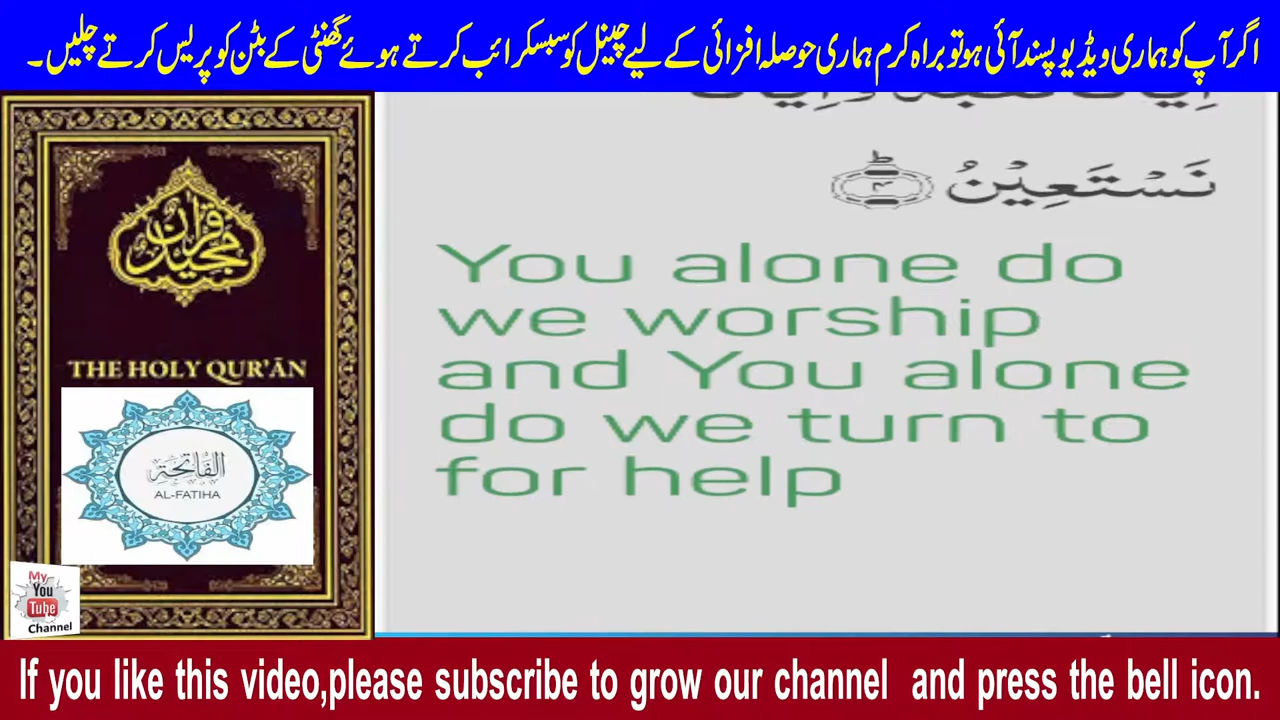 اگر آپ کو ہماری ویڈیو پسند آئی ہو تو براہ کرم ہماری حوصلہ افزائی کے لیے چینل کو سبسکرائب کرتے ہوئے گھنٹی کے بٹن کو پریس کرتے چلیں۔
قرآن
مجید
THE HOLY QUR'ĀN
الفاتحة
AL-FATIHA
My
You
Tube
Channel
نَسْتَعِيْنُ ۴
You alone do
we worship
and You alone
do we turn to
for help
If you like this video,please subscribe to grow our channel and press the bell icon.